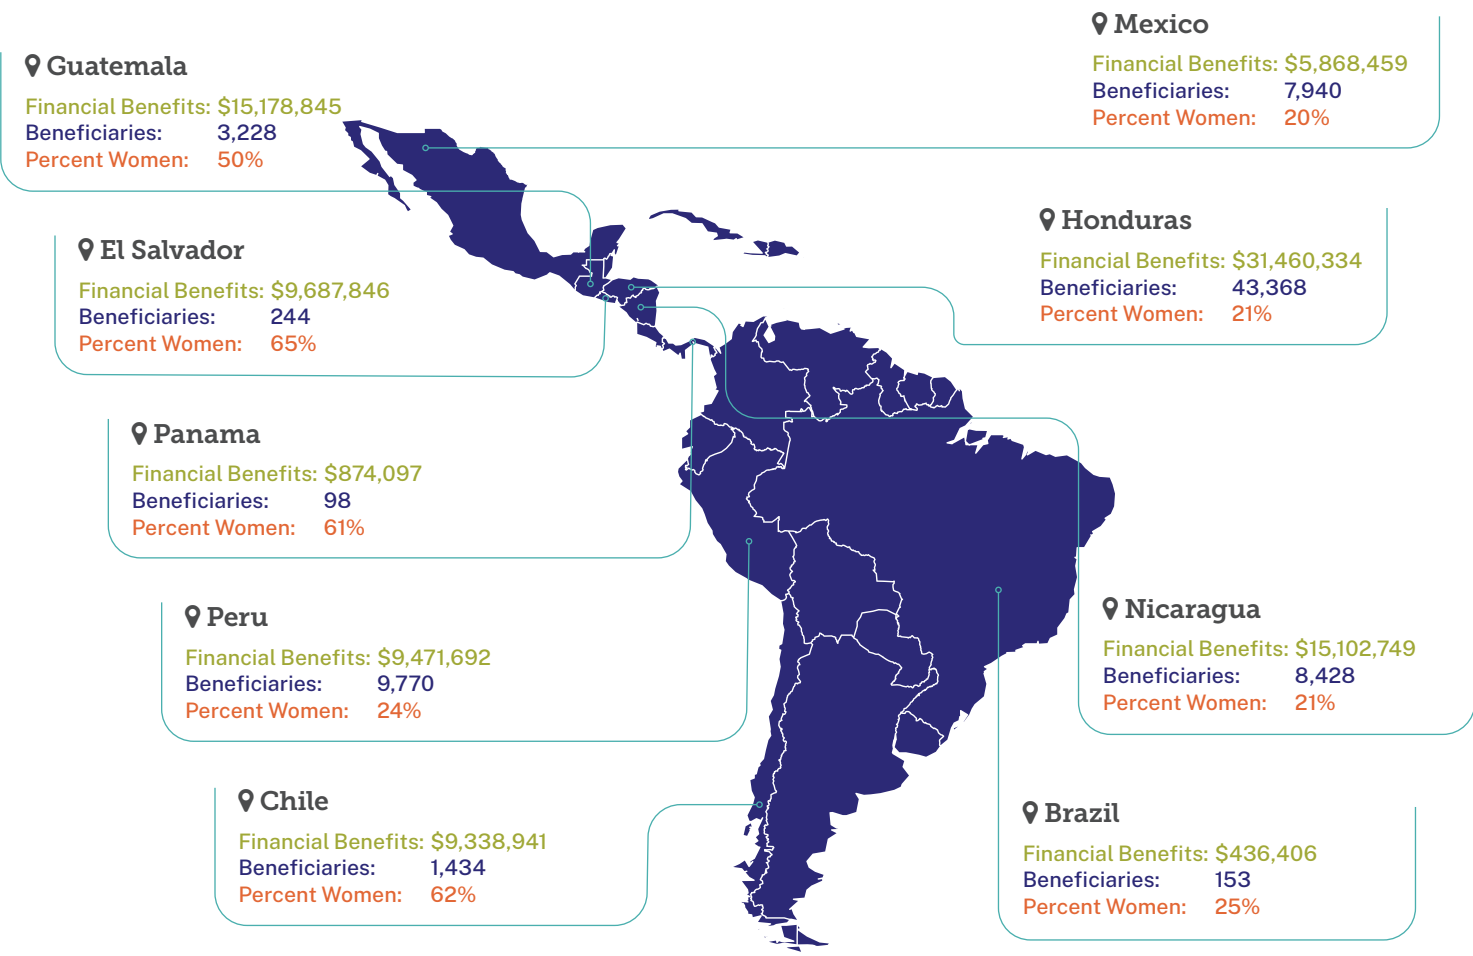 Guatemala
Financial Benefits: $15,178,845
Beneficiaries: 3,228
Percent Women: 50%
El Salvador
Financial Benefits: $9,687,846
Beneficiaries: 244
Percent Women: 65%
Panama
Financial Benefits: $874,097
Beneficiaries: 98
Percent Women: 61%
Peru
Financial Benefits: $9,471,692
Beneficiaries: 9,770
Percent Women: 24%
Chile
Financial Benefits: $9,338,941
Beneficiaries: 1,434
Percent Women: 62%
Mexico
Financial Benefits: $5,868,459
Beneficiaries: 7,940
Percent Women: 20%
Honduras
Financial Benefits: $31,460,334
Beneficiaries: 43,368
Percent Women: 21%
Nicaragua
Financial Benefits: $15,102,749
Beneficiaries: 8,428
Percent Women: 21%
Brazil
Financial Benefits: $436,406
Beneficiaries: 153
Percent Women: 25%